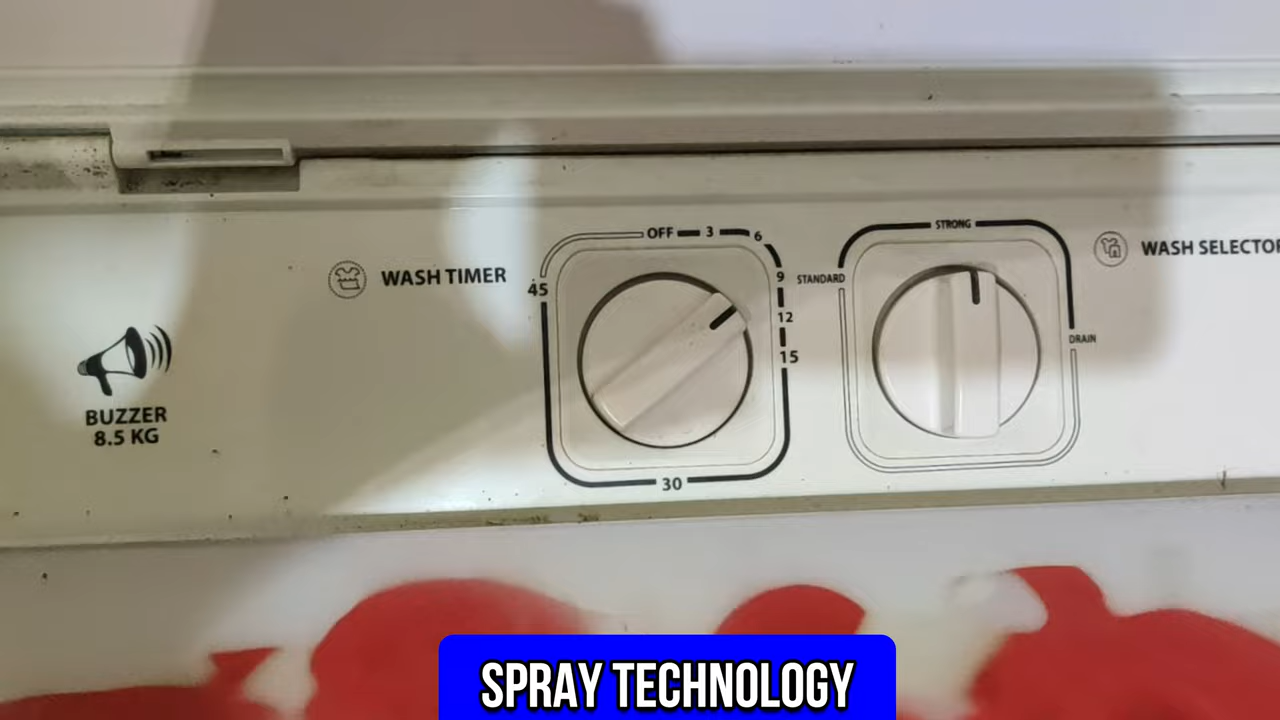 WASH TIMER
OFF 3 6
9
12
15
30
45
STRONG
STANDARD
DRAIN
WASH SELECTOR
BUZZER
8.5 KG
SPRAY TECHNOLOGY